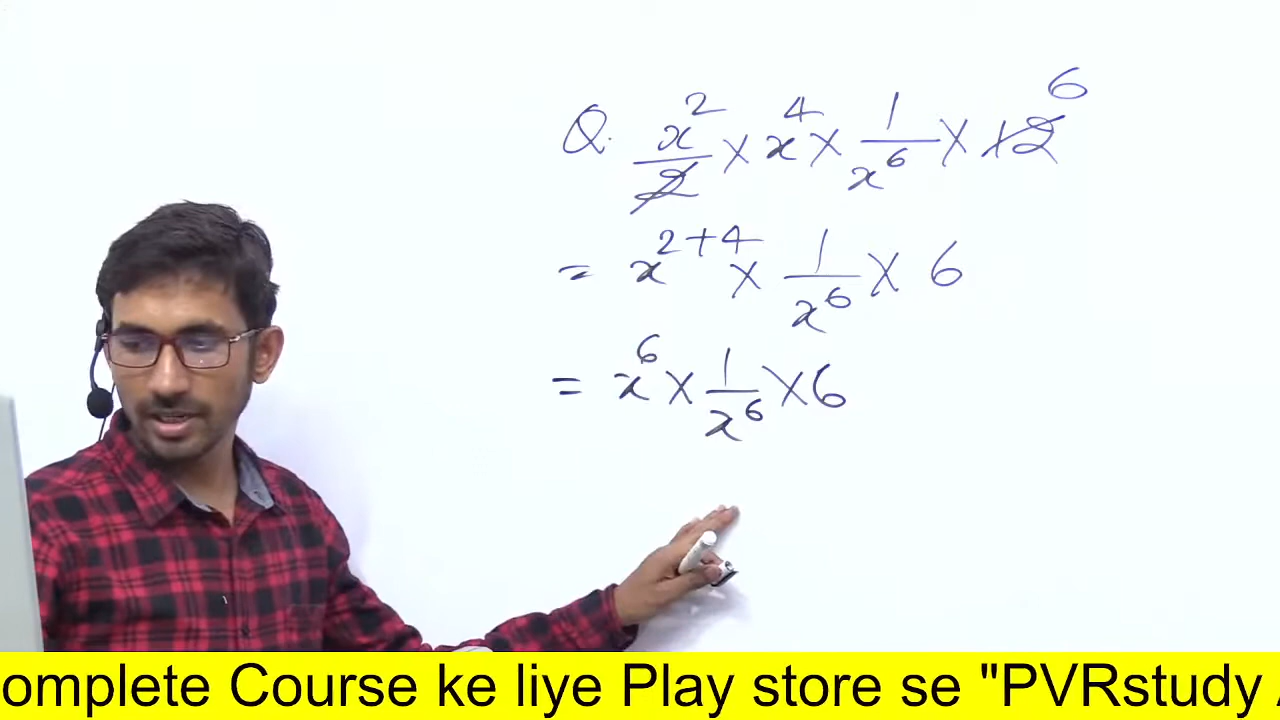 Q. x²/2 × x⁴ × 1/x⁶ × 12 6
= x²⁺⁴ × 1/x⁶ × 6
= x⁶ × 1/x⁶ × 6
omplete Course ke liye Play store se "PVRstudy